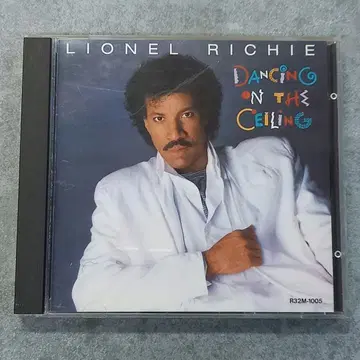 LIONEL RICHIE
DANCING
ON THE
CEILING
R32M-1005